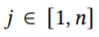 j ∈ [1, n]